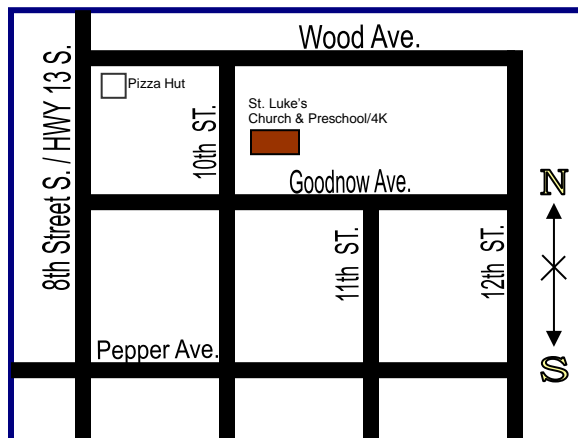 Wood Ave.
8th Street S. / HWY 13 S.
Pizza Hut
10th ST.
St. Luke's
Church & Preschool/4K
Goodnow Ave.
N
11th ST.
12th ST.
Pepper Ave.
S